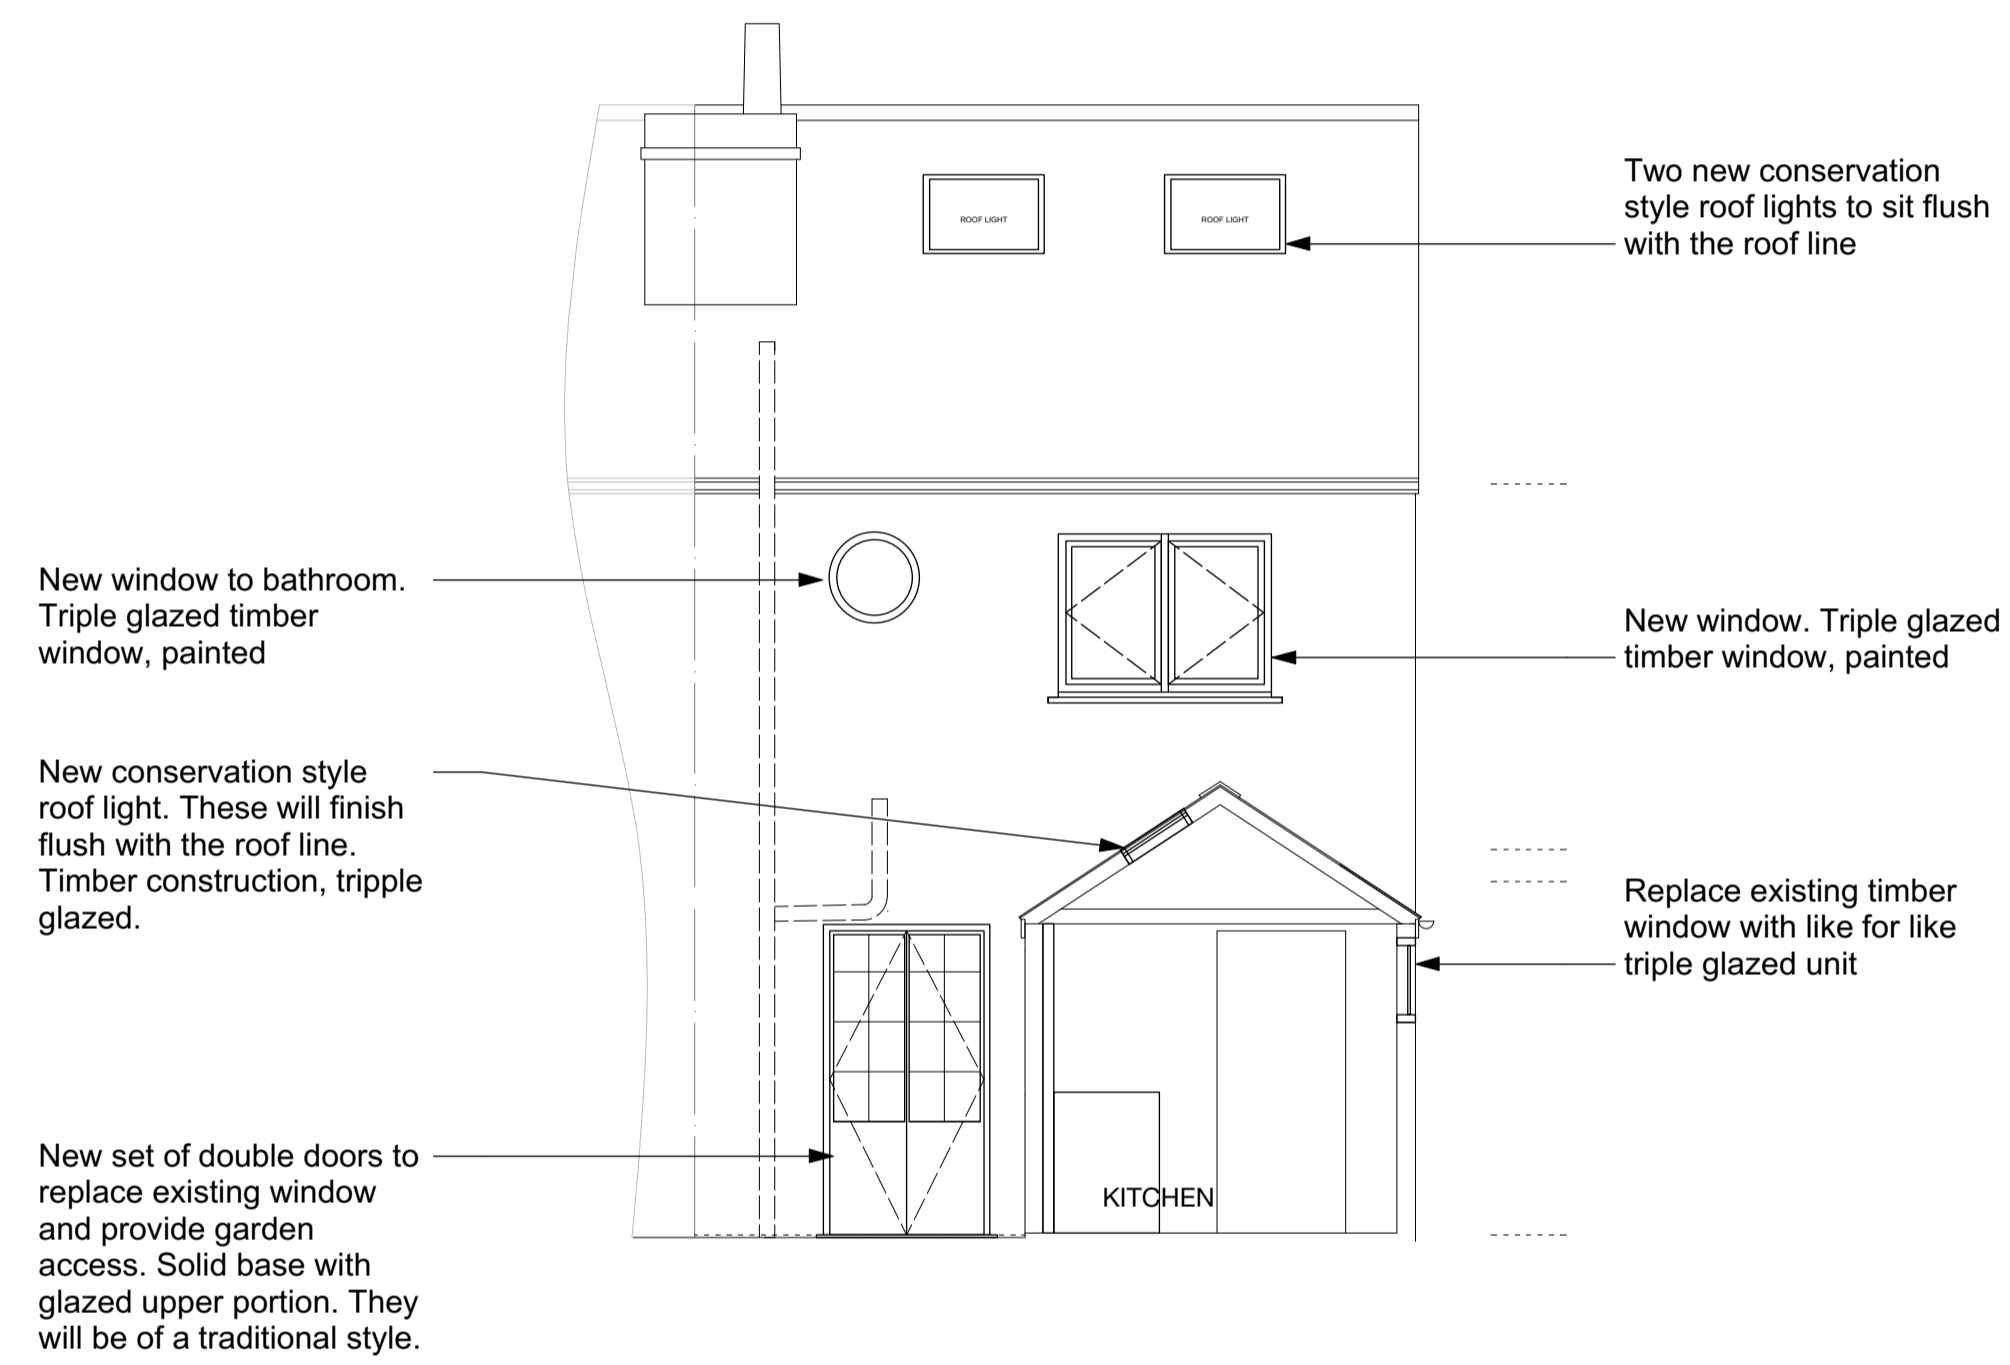 Two new conservation
style roof lights to sit flush
with the roof line
ROOF LIGHT
ROOF LIGHT
New window to bathroom.
Triple glazed timber
window, painted
New window. Triple glazed
timber window, painted
New conservation style
roof light. These will finish
flush with the roof line.
Timber construction, tripple
glazed.
Replace existing timber
window with like for like
triple glazed unit
New set of double doors to
replace existing window
and provide garden
access. Solid base with
glazed upper portion. They
will be of a traditional style.
KITCHEN